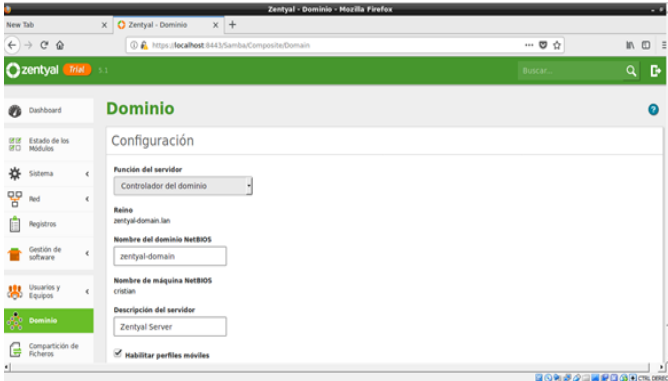 Zentyal - Dominio - Mozilla Firefox
New Tab
Zentyal - Dominio
https://localhost:8443/Samba/Composite/Domain
zentyal Trial 5.1
Buscar...
Dashboard
Dominio
Estado de los
Módulos
Configuración
Sistema
Función del servidor
Controlador del dominio
Red
Reino
zentyal-domain.lan
Registros
Nombre del dominio NetBIOS
Gestión de
software
zentyal-domain
Usuarios y
Equipos
Nombre de máquina NetBIOS
cristian
Descripción del servidor
Dominio
Zentyal Server
Compartición de
Ficheros
Habilitar perfiles móviles
CTRL DERECHO